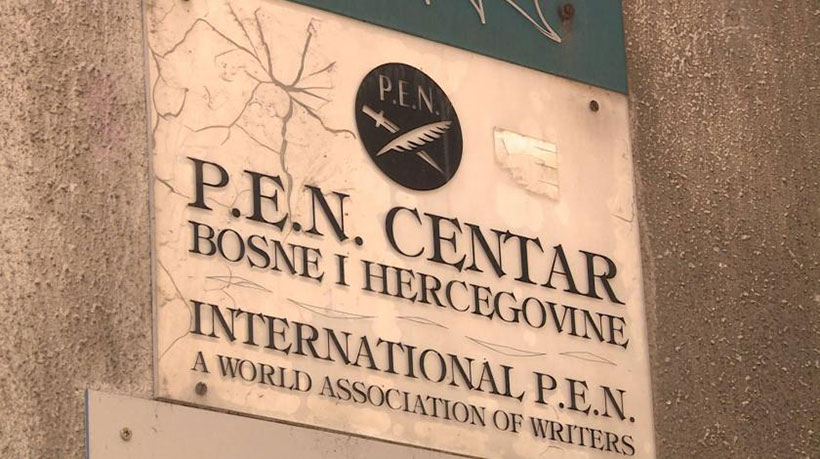 P.E.N.
P.E.N. CENTAR
BOSNE I HERCEGOVINE
INTERNATIONAL P.E.N.
A WORLD ASSOCIATION OF WRITERS